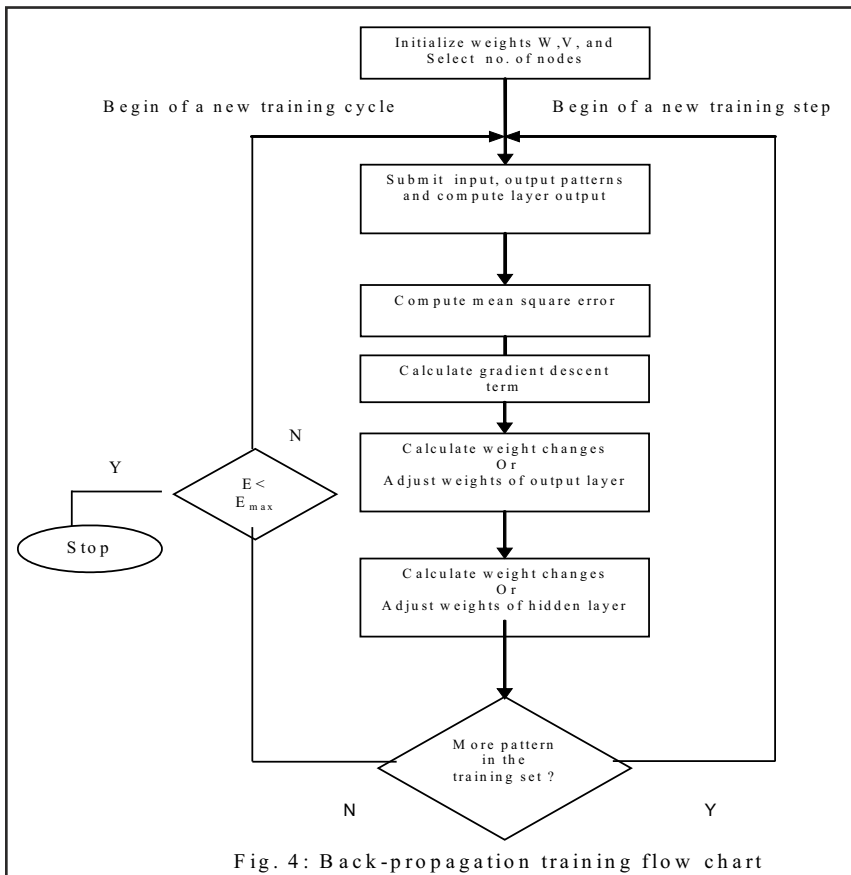 Initialize weights W,V, and
Select no. of nodes
Begin of a new training cycle
Begin of a new training step
Submit input, output patterns
and compute layer output
Compute mean square error
Calculate gradient descent
term
Calculate weight changes
Or
Adjust weights of output layer
N
Y
E <
Emax
Stop
Calculate weight changes
Or
Adjust weights of hidden layer
More pattern
in the
training set ?
N
Y
Fig. 4: Back-propagation training flow chart